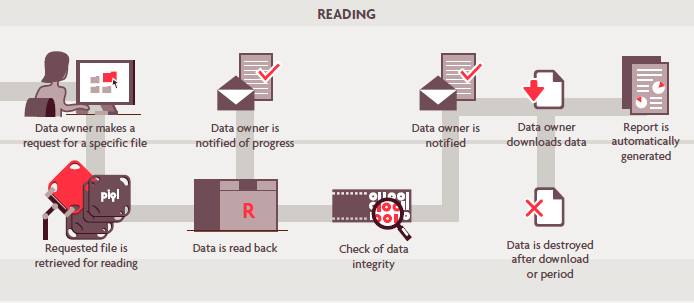 READING
Data owner makes a
request for a specific file
Data owner is
notified of progress
Data owner is
notified
Data owner
downloads data
Report is
automatically
generated
piql
R
Requested file is
retrieved for reading
Data is read back
Check of data
integrity
Data is destroyed
after download
or period